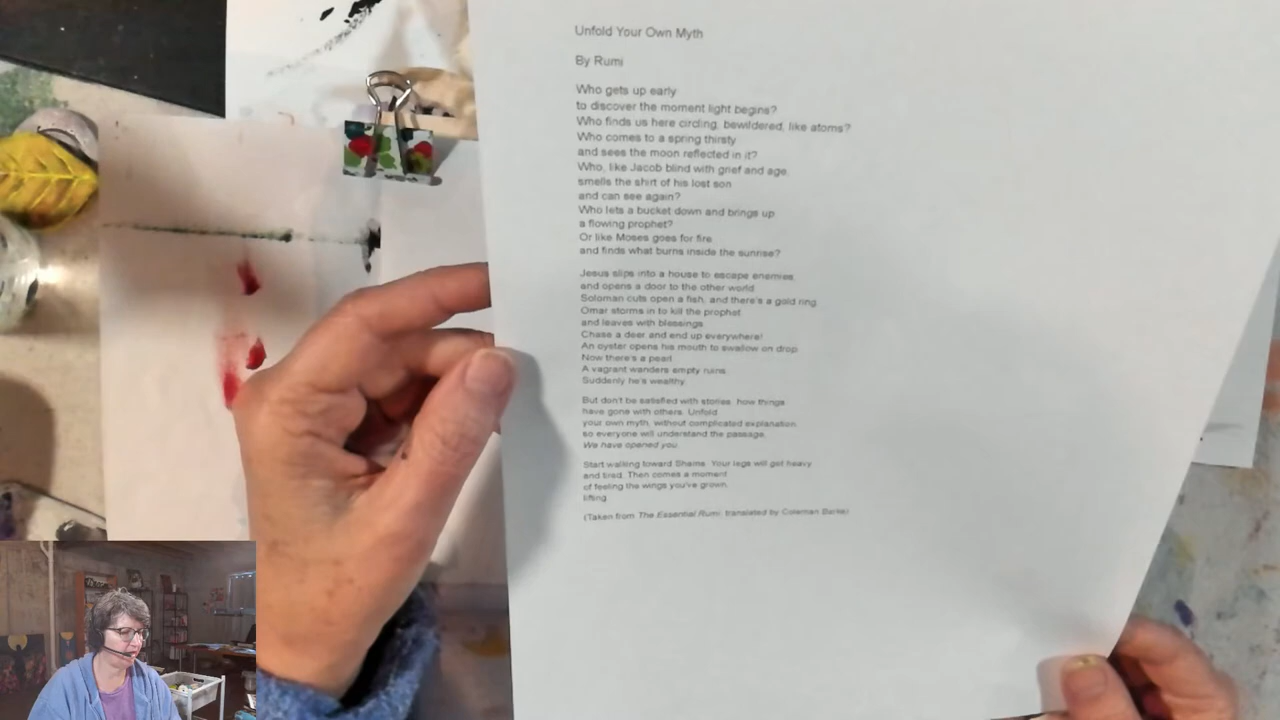 Unfold Your Own Myth
By Rumi
Who gets up early
to discover the moment light begins?
Who finds us here circling, bewildered, like atoms?
Who comes to a spring thirsty
and sees the moon reflected in it?
Who, like Jacob blind with grief and age,
smells the shirt of his lost son
and can see again?
Who lets a bucket down and brings up
a flowing prophet?
Or like Moses goes for fire
and finds what burns inside the sunrise?
Jesus slips into a house to escape enemies,
and opens a door to the other world.
Soloman cuts open a fish, and there's a gold ring.
Omar storms in to kill the prophet
and leaves with blessings.
Chase a deer and end up everywhere!
An oyster opens his mouth to swallow on drop.
Now there's a pearl.
A vagrant wanders empty ruins.
Suddenly he's wealthy.
But don't be satisfied with stories, how things
have gone with others. Unfold
your own myth, without complicated explanation,
so everyone will understand the passage,
We have opened you.
Start walking toward Shams. Your legs will get heavy
and tired. Then comes a moment
of feeling the wings you've grown,
lifting.
(Taken from The Essential Rumi, translated by Coleman Barks)